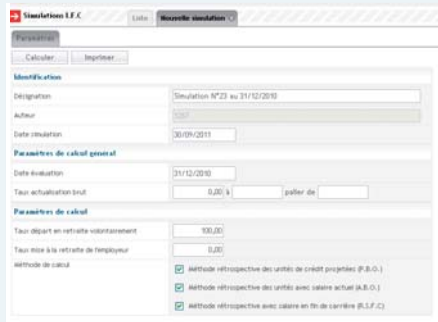 Simulations I.F.C.
Liste
Nouvelle simulation
Paramètres
Calculer
Imprimer
Identification
Désignation
Simulation N°23 au 31/12/2010
Auteur
Date simulation
30/09/2011
Paramètres de calcul général
Date évaluation
31/12/2010
Taux actualisation brut
0,00 à
palier de
Paramètres de calcul
Taux départ en retraite volontairement
100,00
Taux mise à la retraite de l'employeur
0,00
Méthode de calcul
Méthode rétrospective des unités de crédit projetées (P.B.O.)
Méthode rétrospective des unités avec salaire actuel (A.B.O.)
Méthode rétrospective avec salaire en fin de carrière (R.I.F.C)